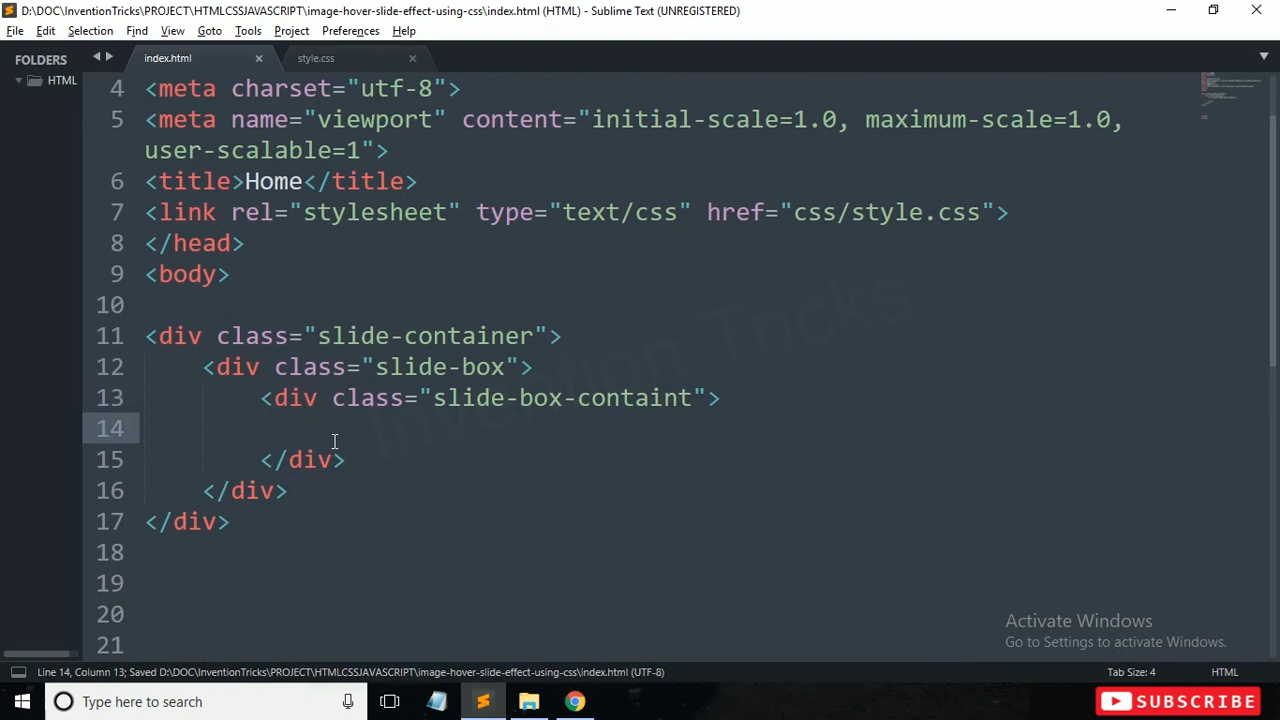 D:\DOC\InventionTricks\PROJECT\HTMLCSSJAVASCRIPT\image-hover-slide-effect-using-css\index.html (HTML) - Sublime Text (UNREGISTERED)
File Edit Selection Find View Goto Tools Project Preferences Help
FOLDERS
HTML
index.html
style.css
4 <meta charset="utf-8">
5 <meta name="viewport" content="initial-scale=1.0, maximum-scale=1.0,
user-scalable=1">
6 <title>Home</title>
7 <link rel="stylesheet" type="text/css" href="css/style.css">
8 </head>
9 <body>
10
11 <div class="slide-container">
12 <div class="slide-box">
13 <div class="slide-box-containt">
14
15 </div>
16 </div>
17 </div>
18
19
20
21
Invention Tricks
Activate Windows
Go to Settings to activate Windows.
Line 14, Column 13; Saved D:\DOC\InventionTricks\PROJECT\HTMLCSSJAVASCRIPT\image-hover-slide-effect-using-css\index.html (UTF-8)
Tab Size: 4
HTML
Type here to search
SUBSCRIBE